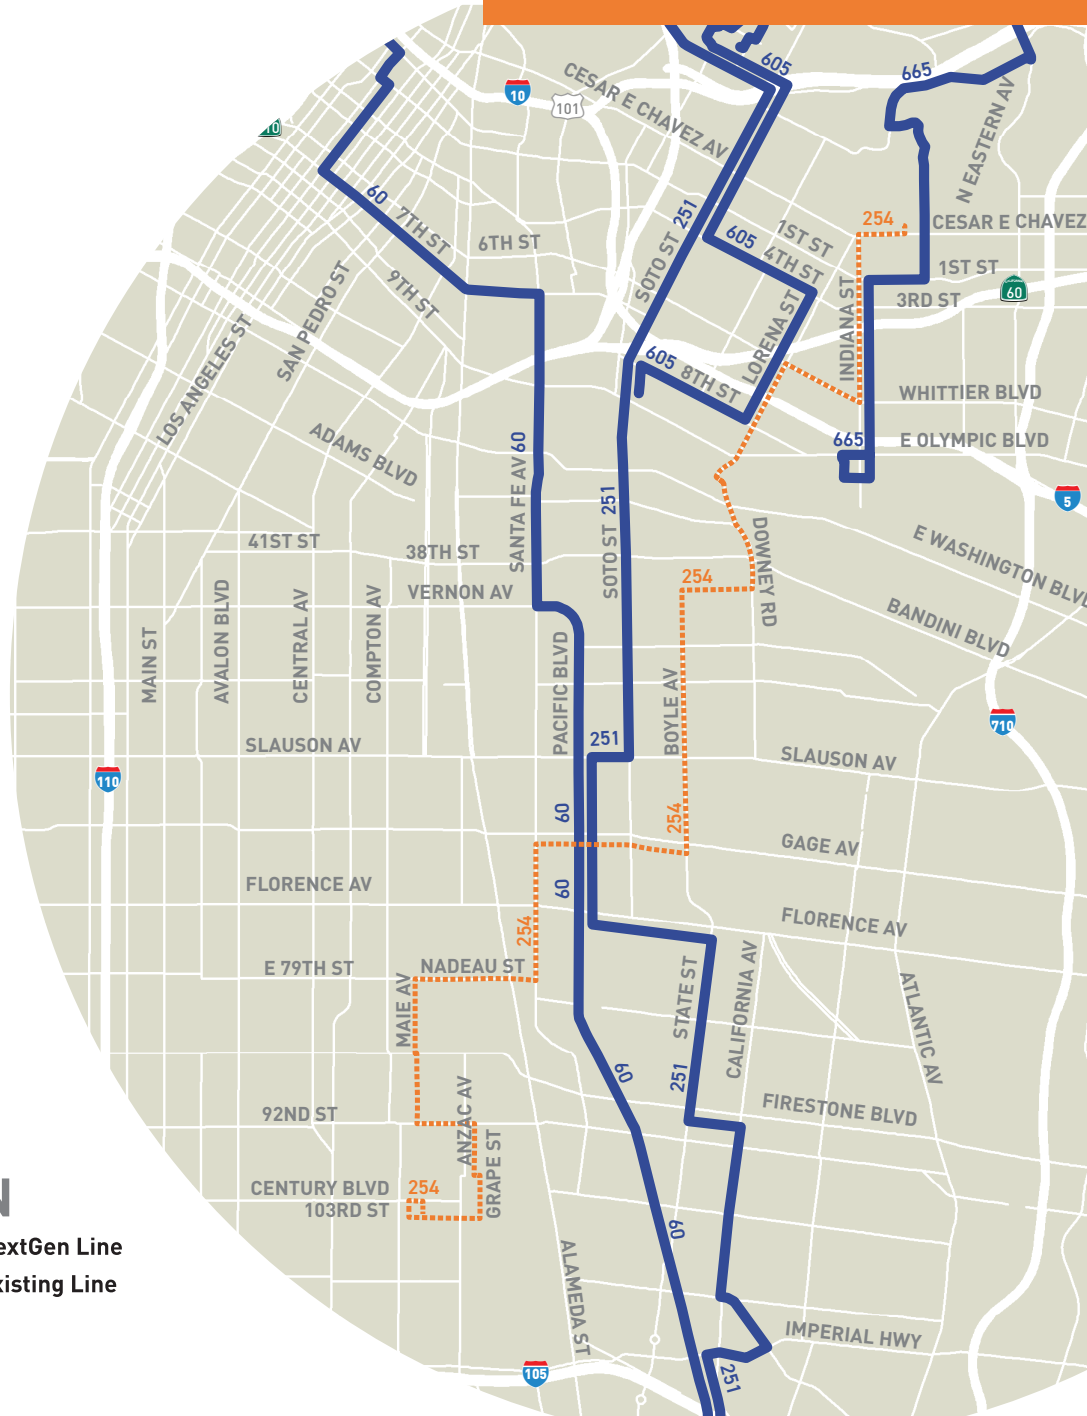 605
665
10
101
CESAR E CHAVEZ AV
N EASTERN AV
10
60
7TH ST
6TH ST
9TH ST
SOTO ST
251
605
1ST ST
4TH ST
254
CESAR E CHAVEZ
1ST ST
3RD ST
60
INDIANA ST
LORENA ST
SAN PEDRO ST
LOS ANGELES ST
605
8TH ST
WHITTIER BLVD
665
E OLYMPIC BLVD
ADAMS BLVD
60
SANTA FE AV
251
SOTO ST
5
41ST ST
38TH ST
VERNON AV
DOWNEY RD
E WASHINGTON BLVD
BANDINI BLVD
254
MAIN ST
AVALON BLVD
CENTRAL AV
COMPTON AV
PACIFIC BLVD
BOYLE AV
710
251
SLAUSON AV
SLAUSON AV
110
60
254
GAGE AV
FLORENCE AV
60
254
FLORENCE AV
E 79TH ST
NADEAU ST
MAIE AV
STATE ST
CALIFORNIA AV
ATLANTIC AV
60
251
92ND ST
ANZAC AV
GRAPE ST
FIRESTONE BLVD
CENTURY BLVD
254
103RD ST
N
extGen Line
xisting Line
60
ALAMEDA ST
IMPERIAL HWY
105
251